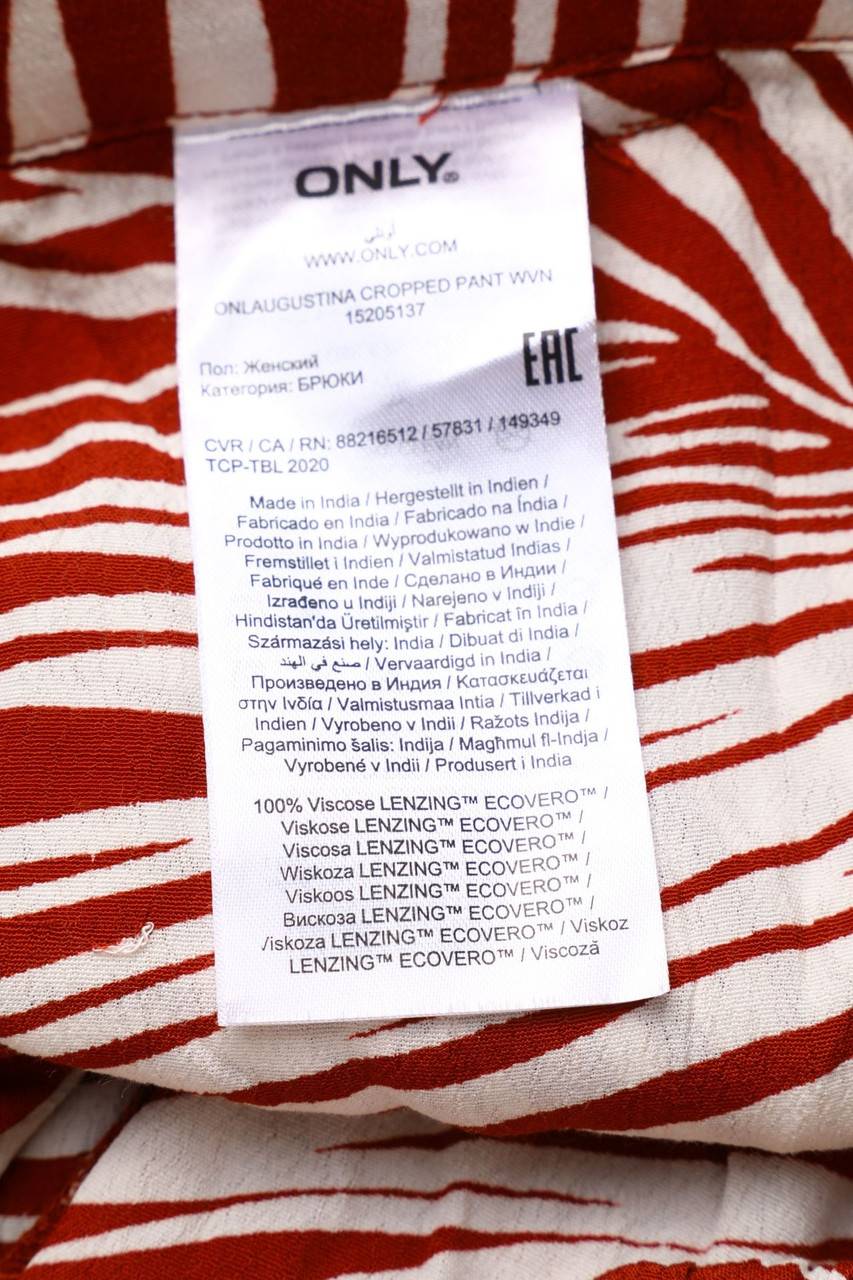 ONLY®
أونلي
WWW.ONLY.COM
ONLAUGUSTINA CROPPED PANT WVN
15205137
Пол: Женский
Категория: БРЮКИ
EAC
CVR / CA / RN: 88216512 / 57831 / 149349
TCP-TBL 2020
Made in India / Hergestellt in Indien /
Fabricado en India / Fabricado na Índia /
Prodotto in India / Wyprodukowano w Indie /
Fremstillet i Indien / Valmistatud Indias /
Fabriqué en Inde / Сделано в Индии /
Izrađeno u Indiji / Narejeno v Indiji /
Hindistan'da Üretilmiştir / Fabricat în India /
Származási hely: India / Dibuat di India /
صنع في الهند / Vervaardigd in India /
Произведено в Индия / Κατασκευάζεται
στην Ινδία / Valmistusmaa Intia / Tillverkad i
Indien / Vyrobeno v Indii / Ražots Indija /
Pagaminimo šalis: Indija / Magħmul fl-Indja /
Vyrobené v Indii / Produsert i India
100% Viscose LENZING™ ECOVERO™ /
Viskose LENZING™ ECOVERO™ /
Viscosa LENZING™ ECOVERO™ /
Wiskoza LENZING™ ECOVERO™ /
Viskoos LENZING™ ECOVERO™ /
Вискоза LENZING™ ECOVERO™ /
Viskoza LENZING™ ECOVERO™ / Viskoz
LENZING™ ECOVERO™ / Viscoză